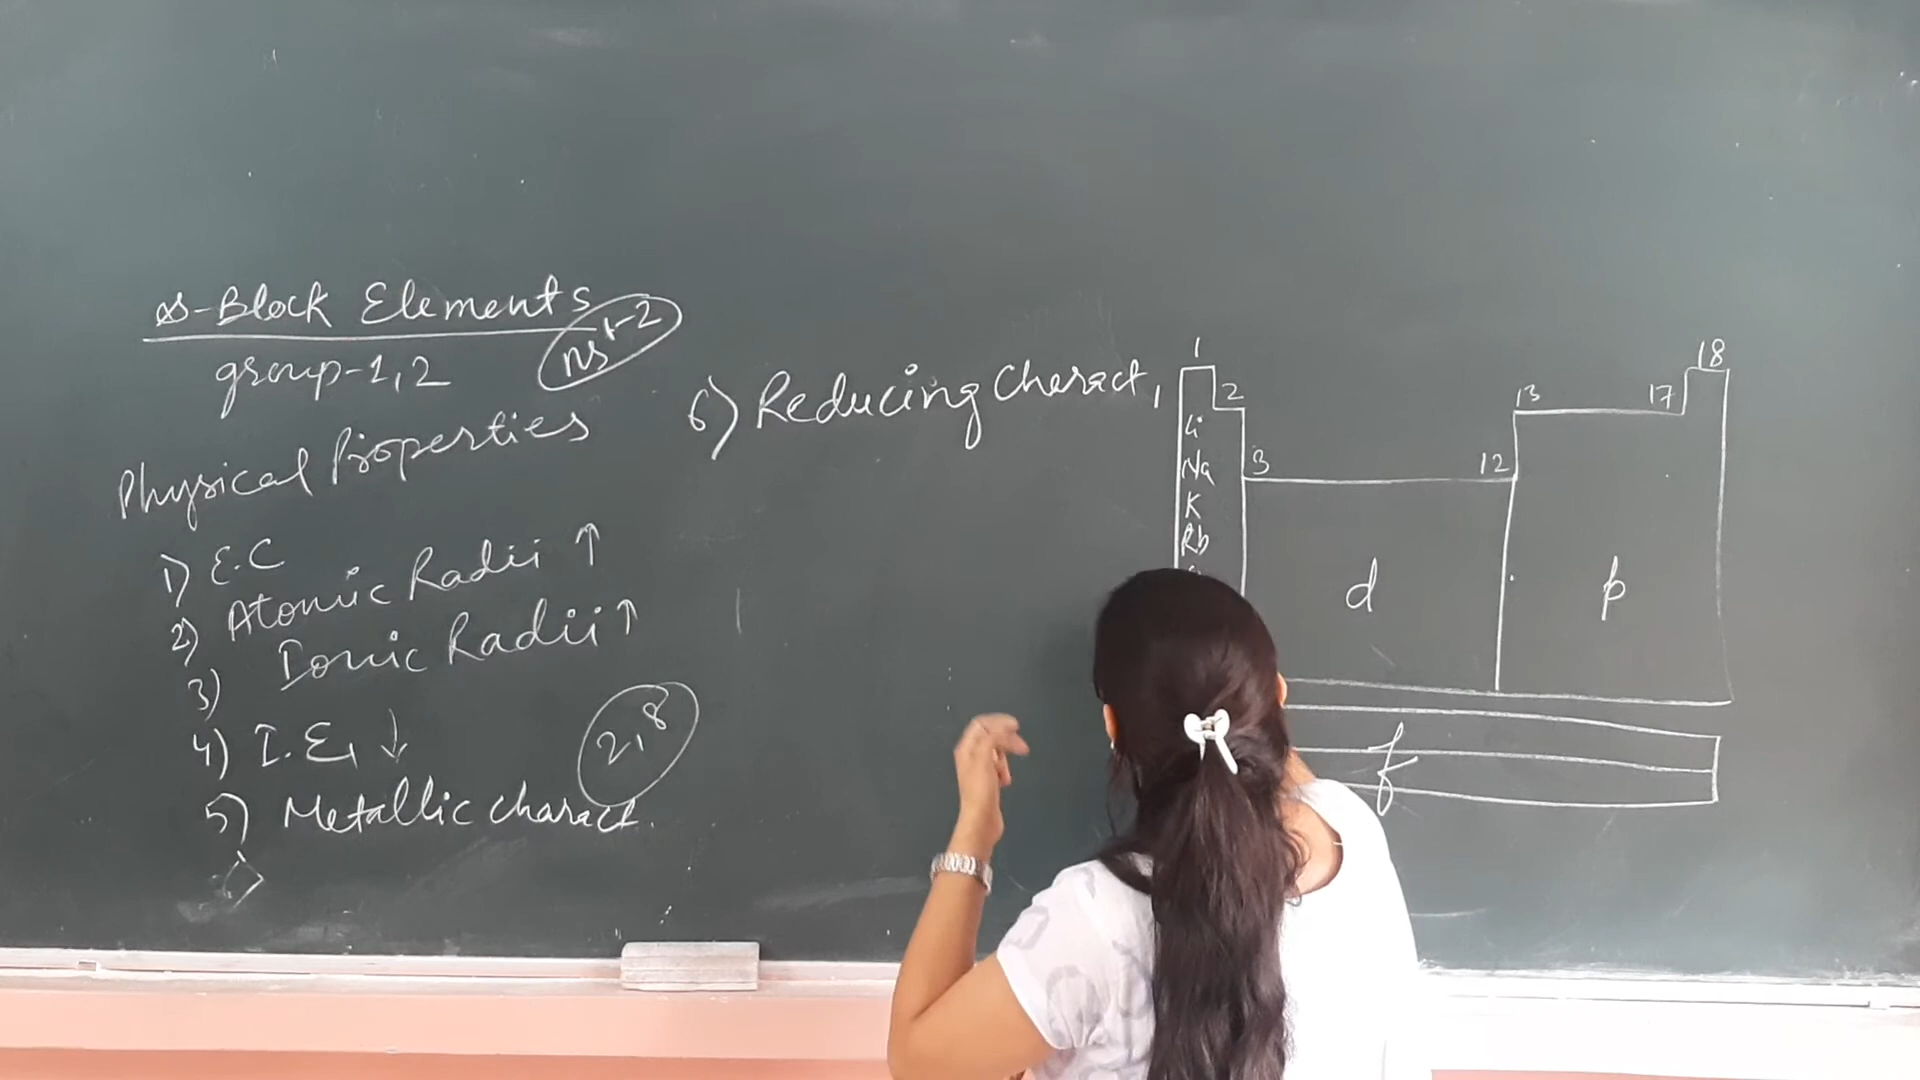 s-Block Elements
group-1,2
ns¹⁻²
Physical Properties
1) E.C
2) Atomic Radii ↑
3) Ionic Radii ↑
4) I.E, ↓
2,8
5) Metallic charact.
6) Reducing Charact,
1
2
3
12
13
17
18
Li
Na
K
Rb
d
p
f